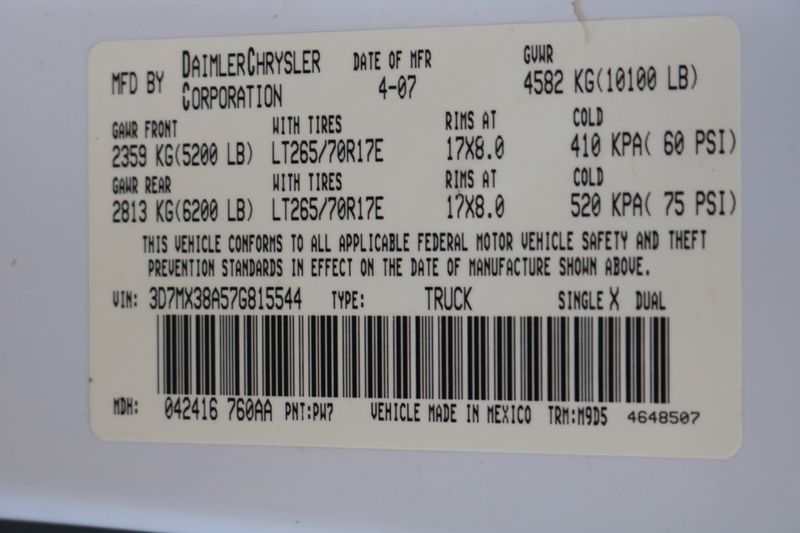 MFD BY DAIMLERCHRYSLER CORPORATION DATE OF MFR 4-07 GVWR 4582 KG(10100 LB)
GAWR FRONT WITH TIRES RIMS AT COLD
2359 KG(5200 LB) LT265/70R17E 17X8.0 410 KPA( 60 PSI)
GAWR REAR WITH TIRES RIMS AT COLD
2813 KG(6200 LB) LT265/70R17E 17X8.0 520 KPA( 75 PSI)
THIS VEHICLE CONFORMS TO ALL APPLICABLE FEDERAL MOTOR VEHICLE SAFETY AND THEFT
PREVENTION STANDARDS IN EFFECT ON THE DATE OF MANUFACTURE SHOWN ABOVE.
VIN: 3D7MX38A57G815544 TYPE: TRUCK SINGLE X DUAL
MDH: 042416 760AA PNT:PW7 VEHICLE MADE IN MEXICO TRM:M9D5 4648507